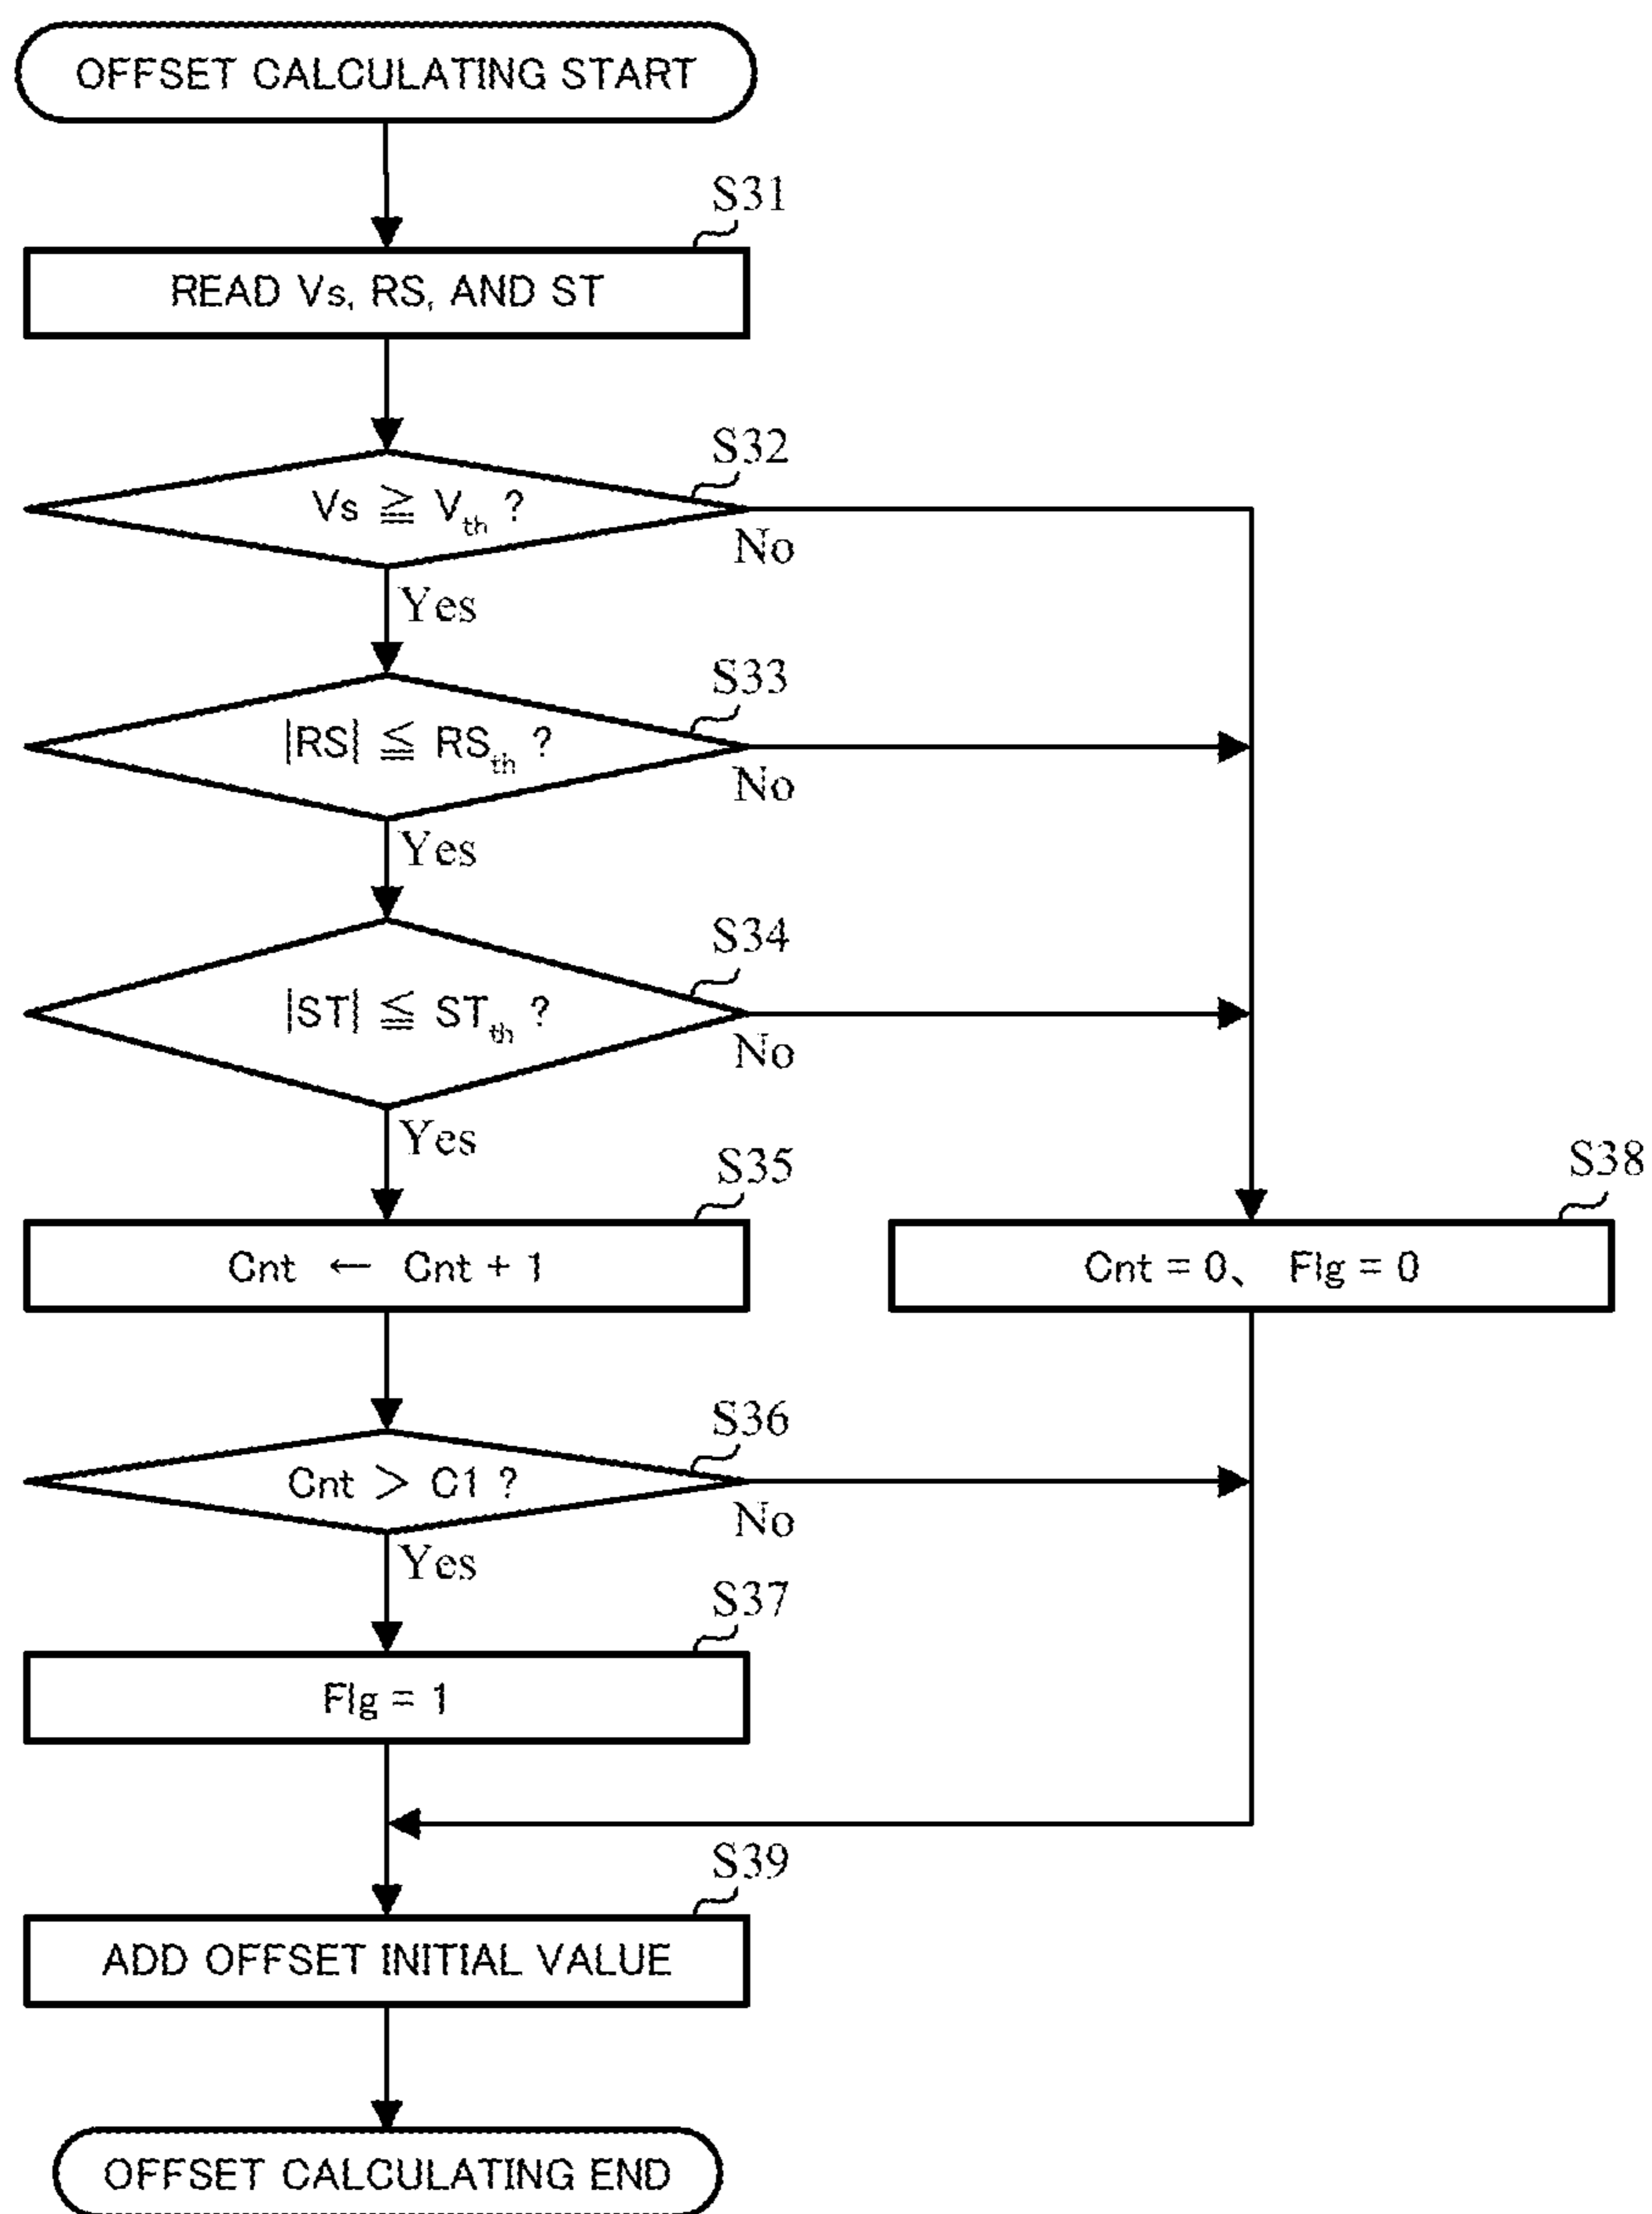 OFFSET CALCULATING START
S31
READ Vs, RS, AND ST
S32
Vs ≧ Vth ?
No
Yes
S33
|RS| ≦ RSth ?
No
Yes
S34
|ST| ≦ STth ?
No
Yes
S35
Cnt ← Cnt + 1
S38
Cnt = 0、 Flg = 0
S36
Cnt > C1 ?
No
Yes
S37
Flg = 1
S39
ADD OFFSET INITIAL VALUE
OFFSET CALCULATING END